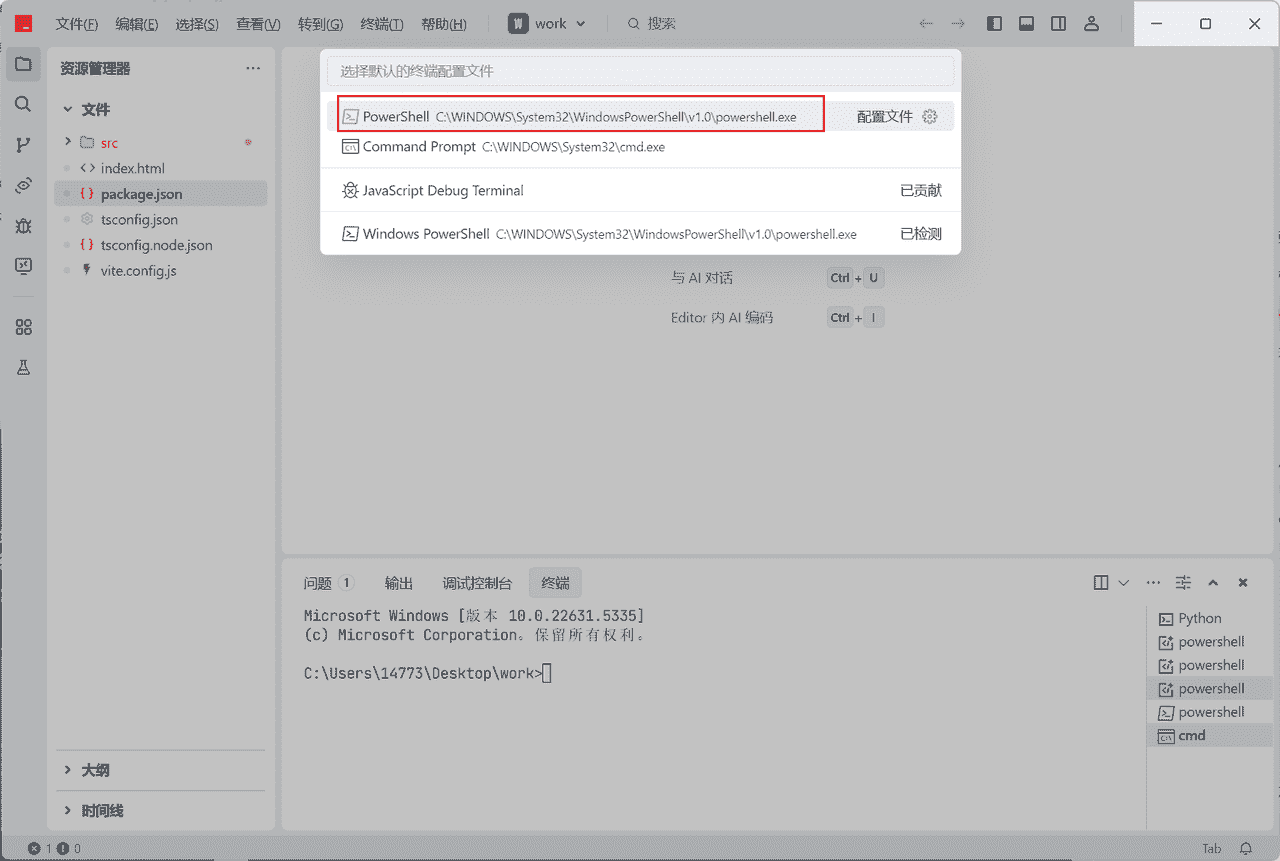 文件(F) 编辑(E) 选择(S) 查看(V) 转到(G) 终端(T) 帮助(H) W work 搜索
资源管理器
文件
src
index.html
package.json
tsconfig.json
tsconfig.node.json
vite.config.js
大纲
时间线
选择默认的终端配置文件
PowerShell C:\WINDOWS\System32\WindowsPowerShell\v1.0\powershell.exe 配置文件
Command Prompt C:\WINDOWS\System32\cmd.exe
JavaScript Debug Terminal 已贡献
Windows PowerShell C:\WINDOWS\System32\WindowsPowerShell\v1.0\powershell.exe 已检测
与 AI 对话 Ctrl + U
Editor 内 AI 编码 Ctrl + I
问题 1 输出 调试控制台 终端
Microsoft Windows [版本 10.0.22631.5335]
(c) Microsoft Corporation。保留所有权利。
C:\Users\14773\Desktop\work>
Python
powershell
powershell
powershell
powershell
cmd
1 0 Tab